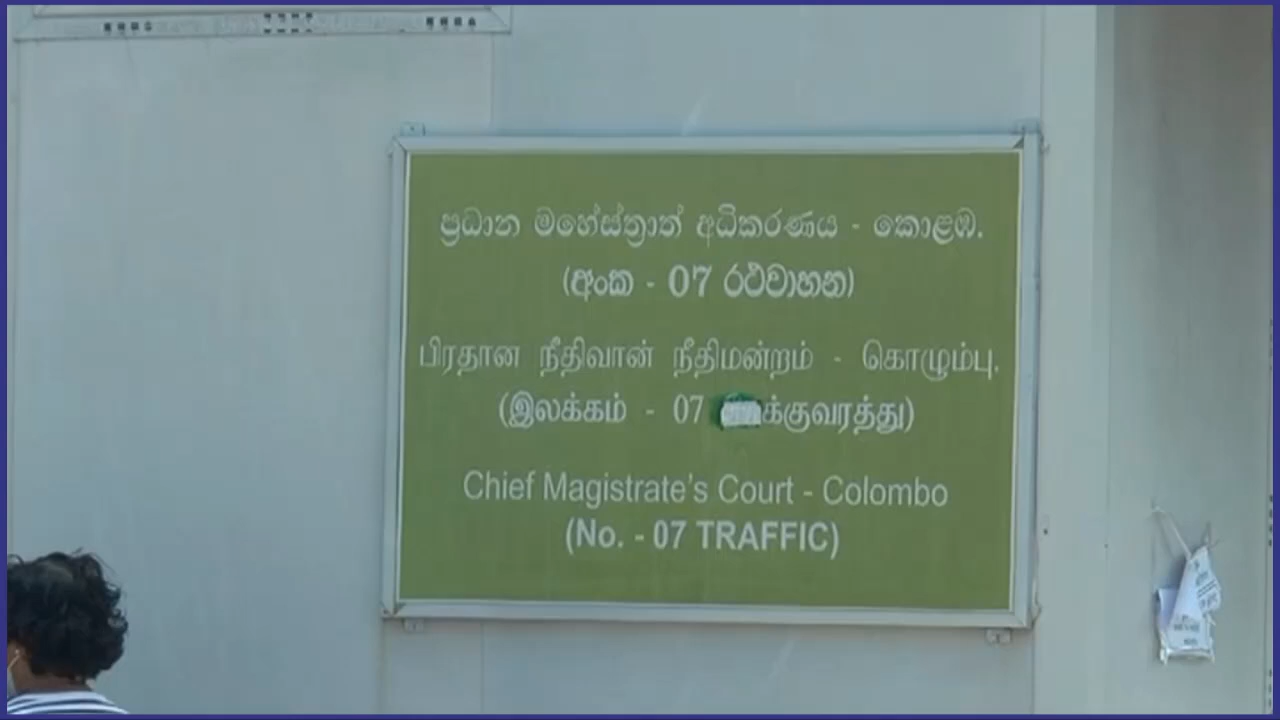 ප්‍රධාන මහේස්ත්‍රාත් අධිකරණය - කොළඹ.
(අංක - 07 රථවාහන)
பிரதான நீதிவான் நீதிமன்றம் - கொழும்பு.
(இலக்கம் - 07
Chief Magistrate's Court - Colombo
(No. - 07 TRAFFIC)